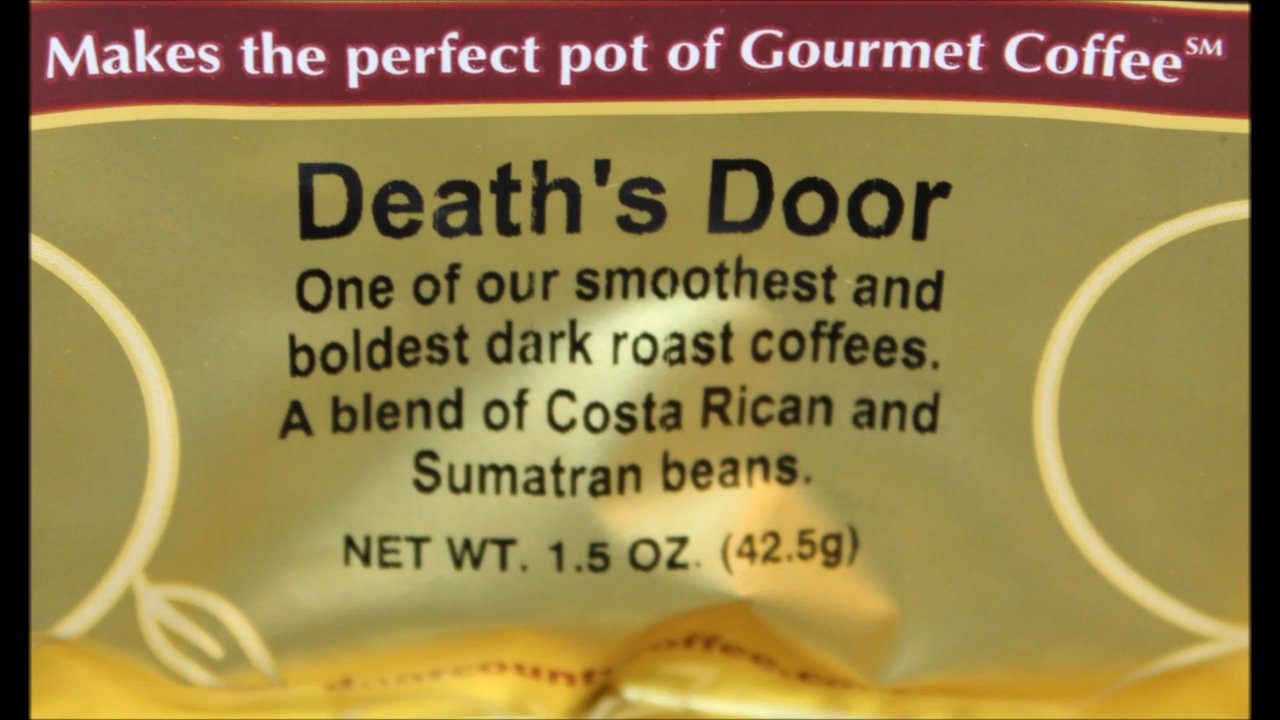 Makes the perfect pot of Gourmet Coffee℠
Death's Door
One of our smoothest and
boldest dark roast coffees.
A blend of Costa Rican and
Sumatran beans.
NET WT. 1.5 OZ. (42.5g)